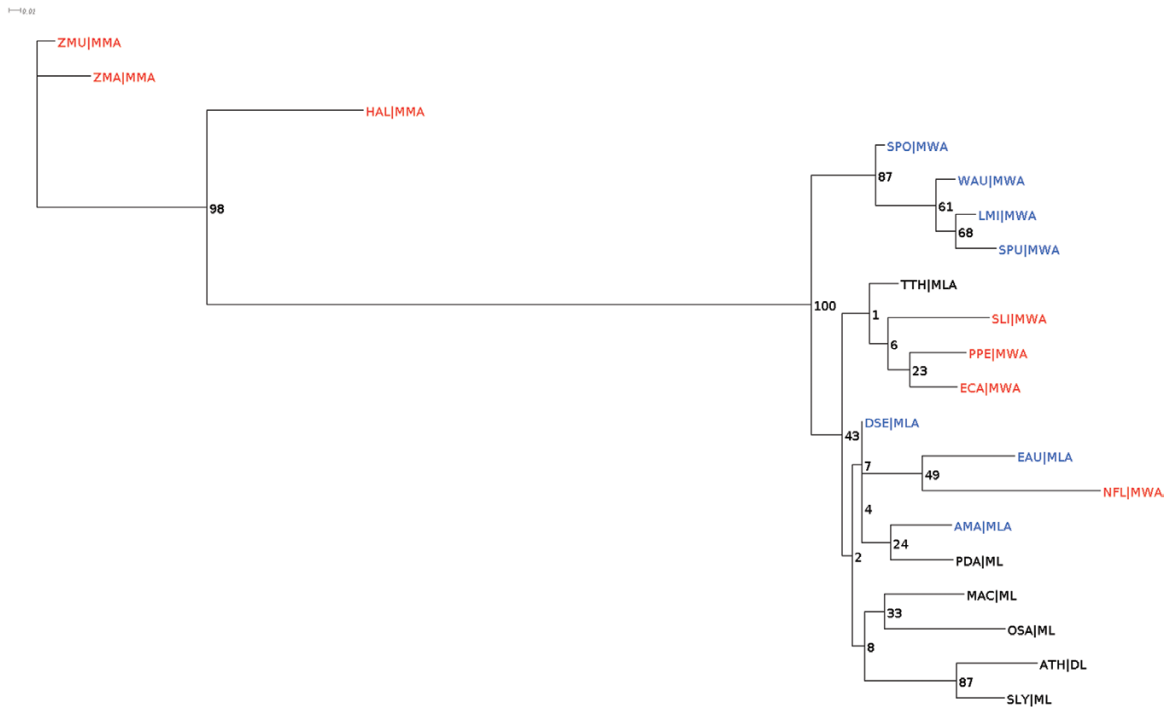 0.01
ZMU|MMA
ZMA|MMA
HAL|MMA
SPO|MWA
87
WAU|MWA
61
98
LMI|MWA
68
SPU|MWA
TTH|MLA
100
1
SLI|MWA
6
PPE|MWA
23
ECA|MWA
DSE|MLA
43
EAU|MLA
7
49
NFL|MWA
4
AMA|MLA
24
2
PDA|ML
MAC|ML
33
OSA|ML
8
ATH|DL
87
SLY|ML